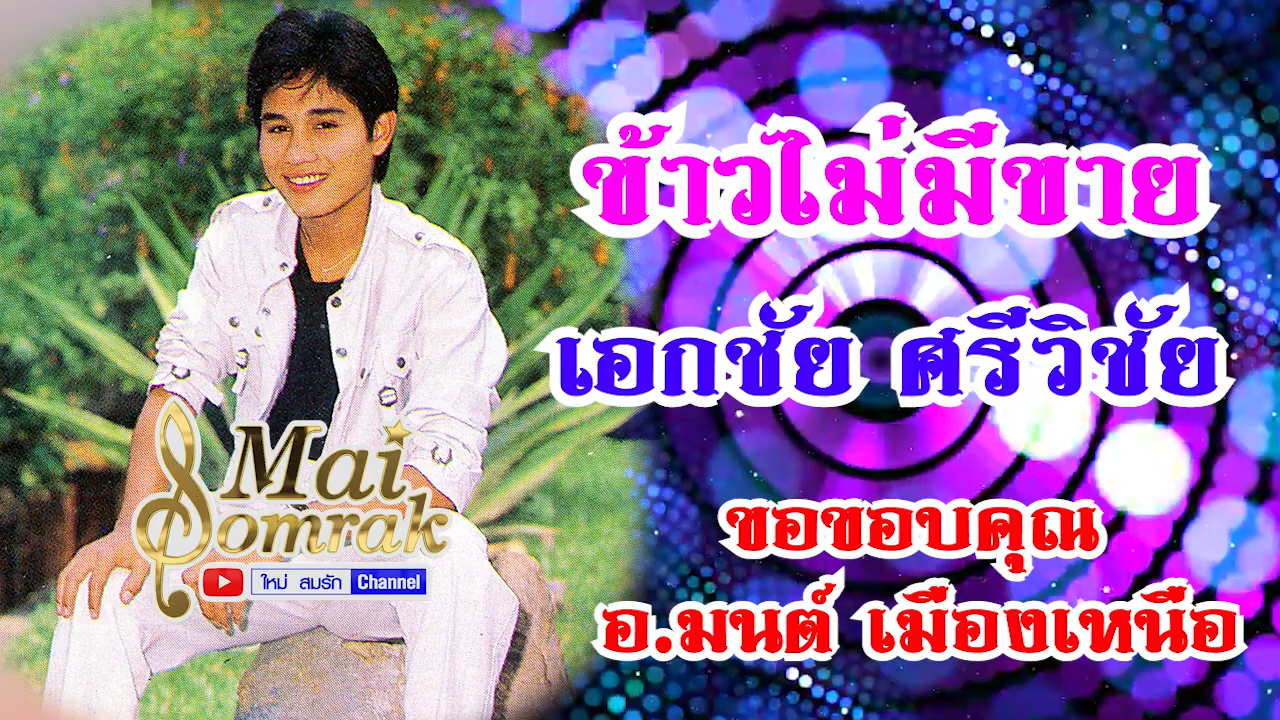 ข้าวไม่มีขาย
เอกชัย ศรีวิชัย
ขอขอบคุณ
อ.มนต์ เมืองเหนือ
Mai
Somrak
ใหม่ สมรัก Channel